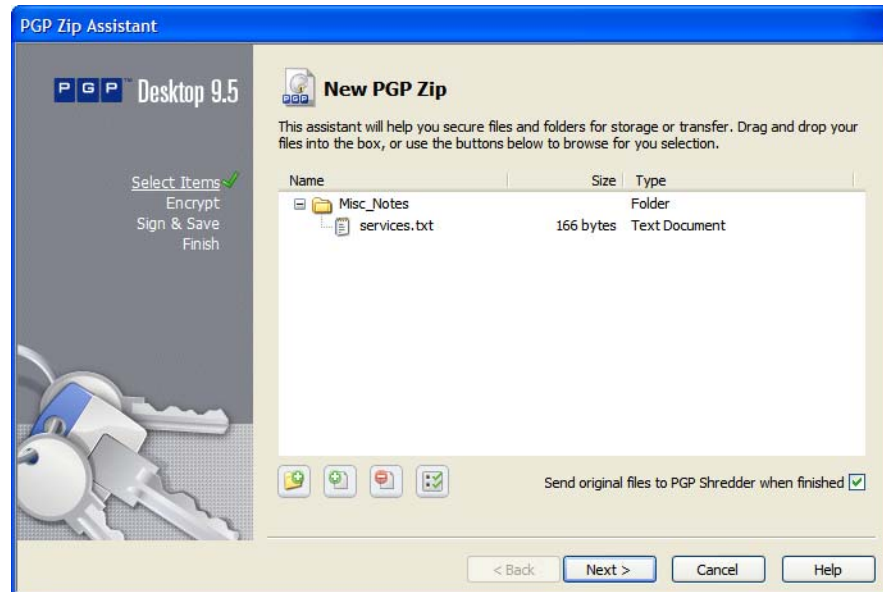 PGP Zip Assistant
PGP™ Desktop 9.5
New PGP Zip
This assistant will help you secure files and folders for storage or transfer. Drag and drop your
files into the box, or use the buttons below to browse for you selection.
Select Items
Encrypt
Sign & Save
Finish
Name Size Type
Misc_Notes Folder
services.txt 166 bytes Text Document
Send original files to PGP Shredder when finished
< Back Next > Cancel Help